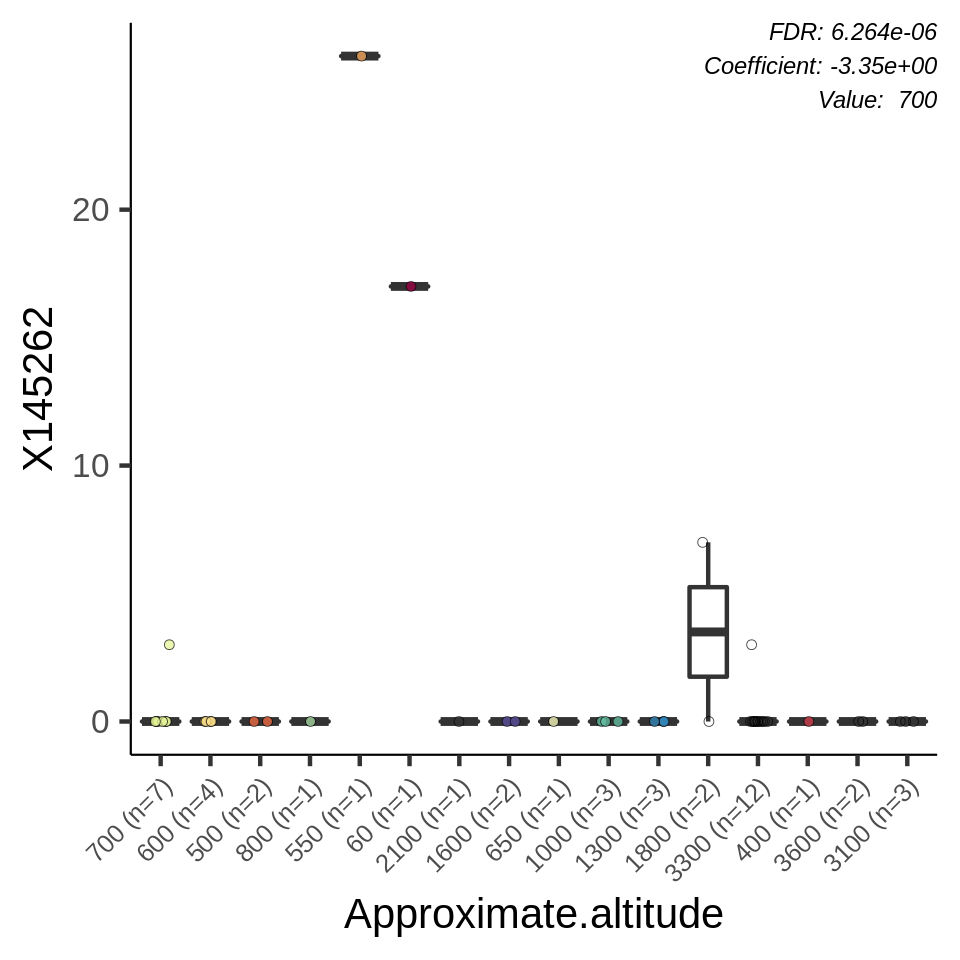 FDR: 6.264e-06
Coefficient: -3.35e+00
Value:  700
X145262
20
10
0
700 (n=7)
600 (n=4)
500 (n=2)
800 (n=1)
550 (n=1)
60 (n=1)
2100 (n=1)
1600 (n=2)
650 (n=1)
1000 (n=3)
1300 (n=3)
1800 (n=2)
3300 (n=12)
400 (n=1)
3600 (n=2)
3100 (n=3)
Approximate.altitude